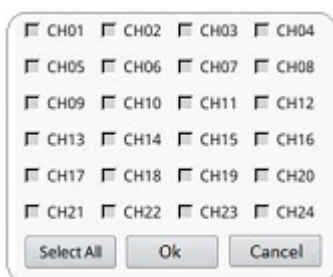 CH01 CH02 CH03 CH04
CH05 CH06 CH07 CH08
CH09 CH10 CH11 CH12
CH13 CH14 CH15 CH16
CH17 CH18 CH19 CH20
CH21 CH22 CH23 CH24
Select All Ok Cancel